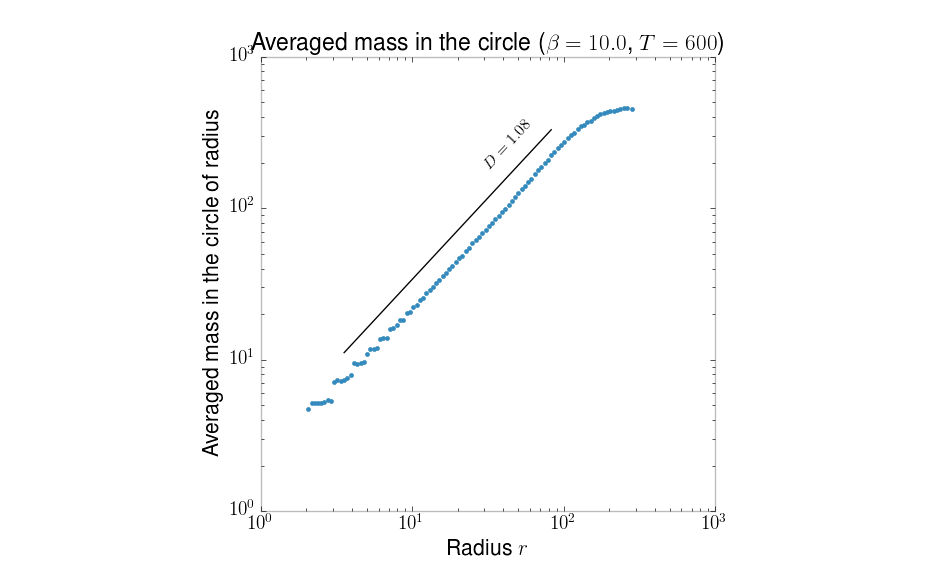 Averaged mass in the circle (β = 10.0, T = 600)
10³
D = 1.08
10²
10¹
10⁰
Averaged mass in the circle of radius
10⁰ 10¹ 10² 10³
Radius r